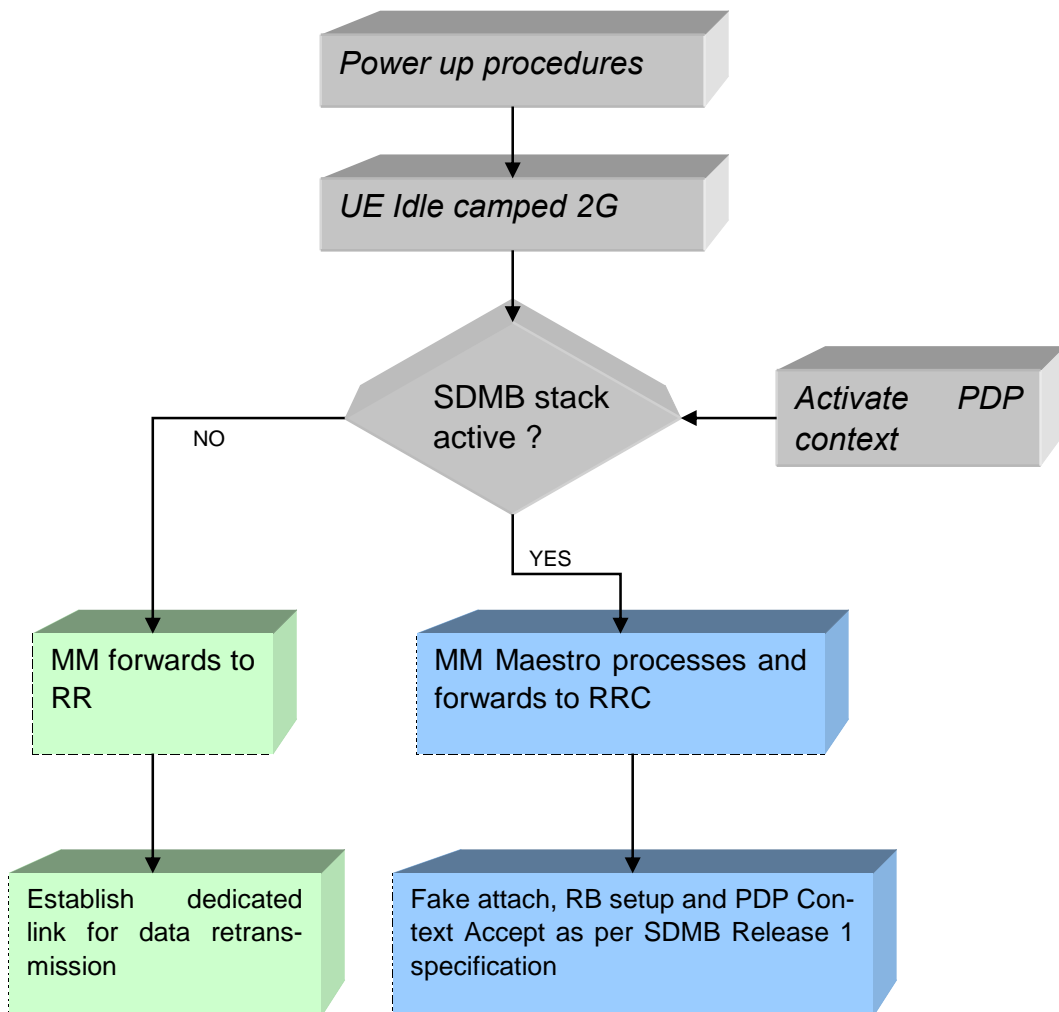 Power up procedures
UE Idle camped 2G
SDMB stack
active ?
Activate PDP
context
NO
YES
MM forwards to
RR
MM Maestro processes and
forwards to RRC
Establish dedicated
link for data retrans-
mission
Fake attach, RB setup and PDP Con-
text Accept as per SDMB Release 1
specification